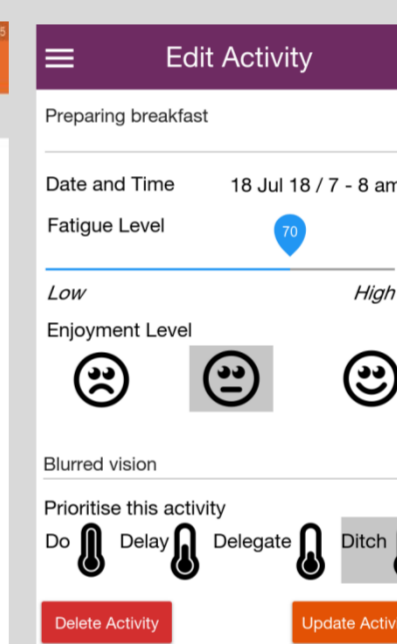 Edit Activity
Preparing breakfast
Date and Time 18 Jul 18 / 7 - 8 am
Fatigue Level
70
Low High
Enjoyment Level
Blurred vision
Prioritise this activity
Do Delay Delegate Ditch
Delete Activity Update